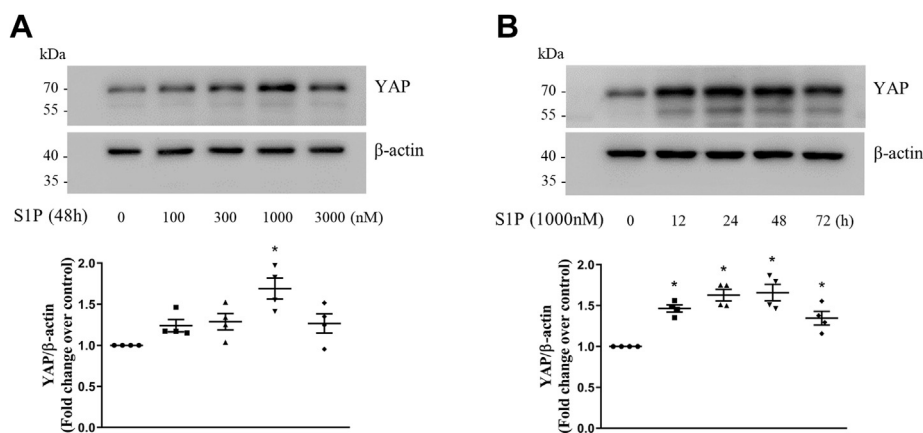 A
kDa
70
55
YAP
40
35
β-actin
S1P (48h) 0 100 300 1000 3000 (nM)
YAP/β-actin
(Fold change over control)
2.0
1.5
1.0
0.5
0.0
*
B
kDa
70
55
YAP
40
35
β-actin
S1P (1000nM) 0 12 24 48 72 (h)
YAP/β-actin
(Fold change over control)
2.0
1.5
1.0
0.5
0.0
* * * *